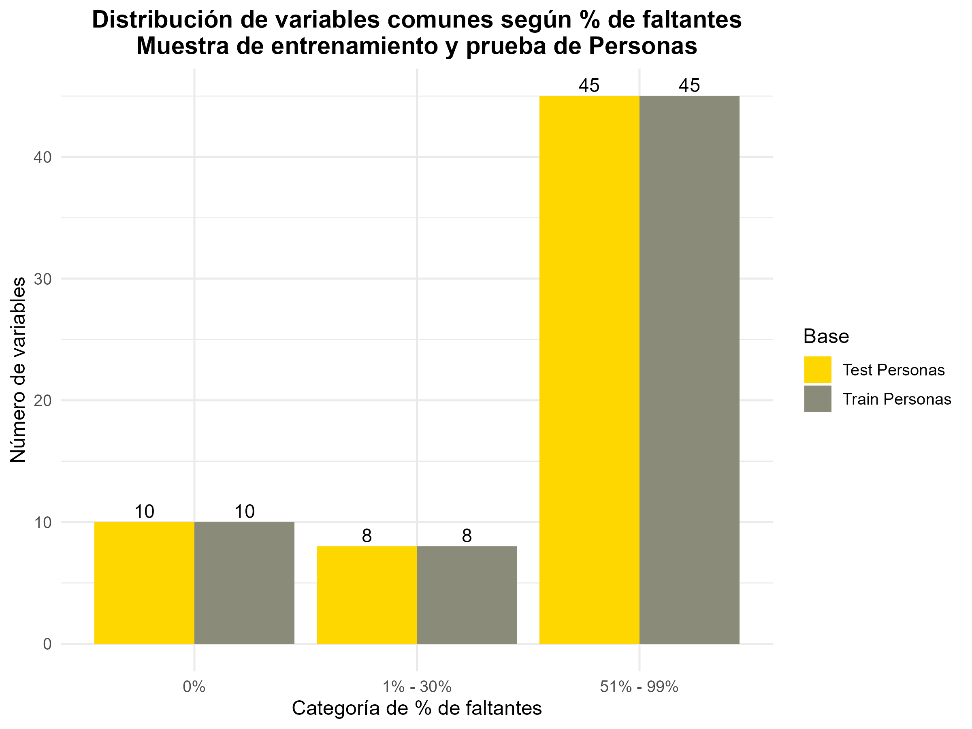 Distribución de variables comunes según % de faltantes
Muestra de entrenamiento y prueba de Personas
Número de variables
40
30
20
10
0
10
10
8
8
45
45
0%
1% - 30%
51% - 99%
Categoría de % de faltantes
Base
Test Personas
Train Personas